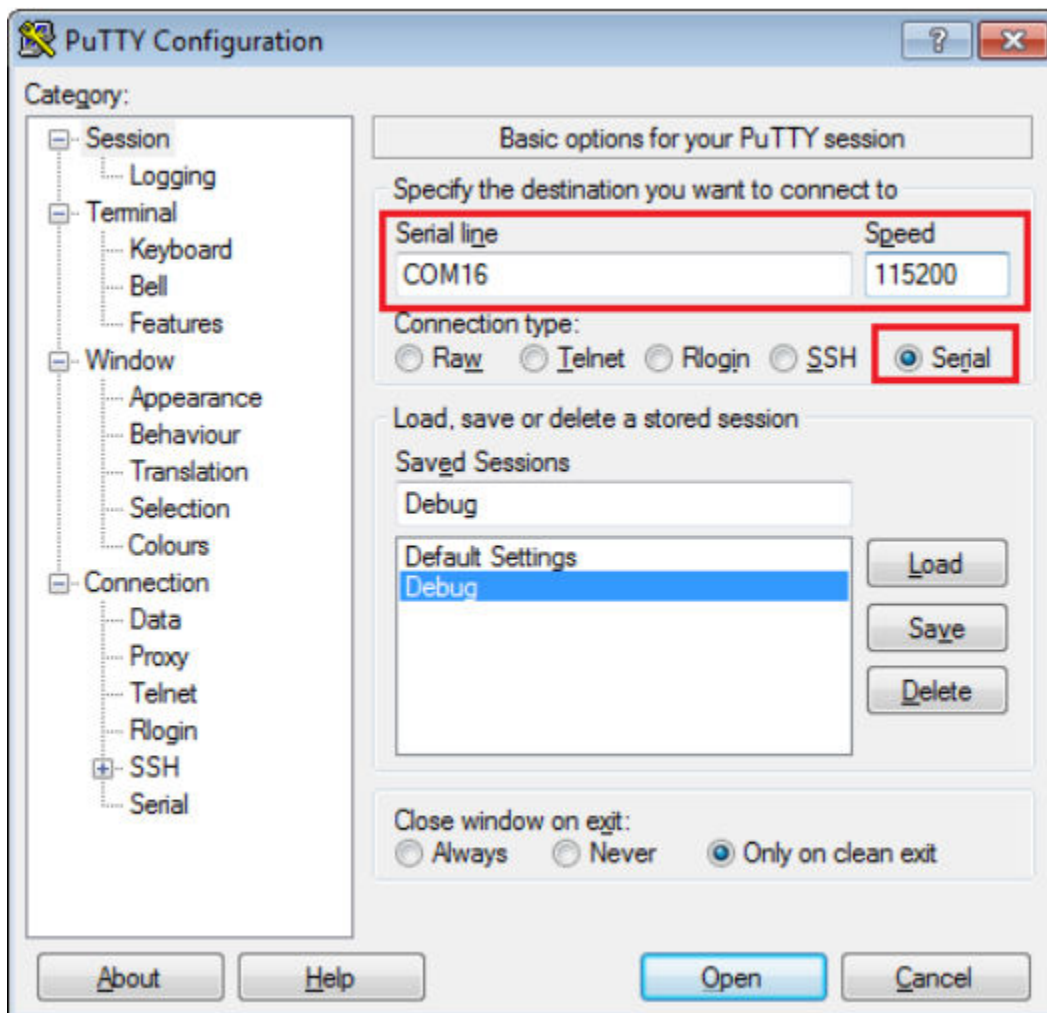 PuTTY Configuration
?
Category:
Session
Logging
Terminal
Keyboard
Bell
Features
Window
Appearance
Behaviour
Translation
Selection
Colours
Connection
Data
Proxy
Telnet
Rlogin
SSH
Serial
Basic options for your PuTTY session
Specify the destination you want to connect to
Serial line Speed
COM16 115200
Connection type:
Raw Telnet Rlogin SSH Serial
Load, save or delete a stored session
Saved Sessions
Debug
Default Settings
Debug
Load
Save
Delete
Close window on exit:
Always Never Only on clean exit
About Help Open Cancel